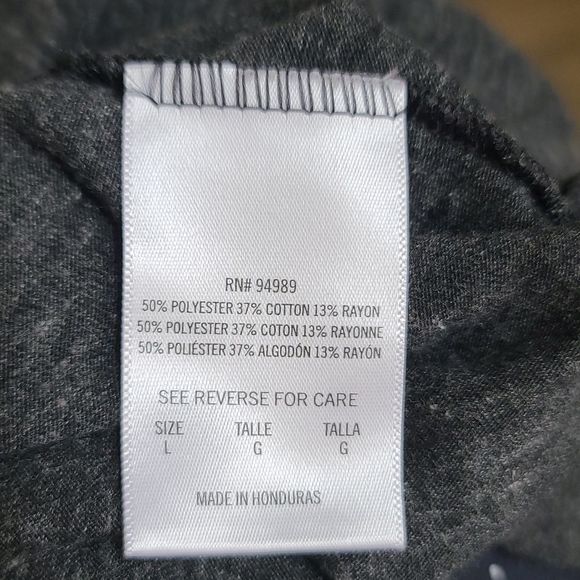 RN# 94989
50% POLYESTER 37% COTTON 13% RAYON
50% POLYESTER 37% COTON 13% RAYONNE
50% POLIÉSTER 37% ALGODÓN 13% RAYÓN
SEE REVERSE FOR CARE
SIZE TALLE TALLA
L G G
MADE IN HONDURAS